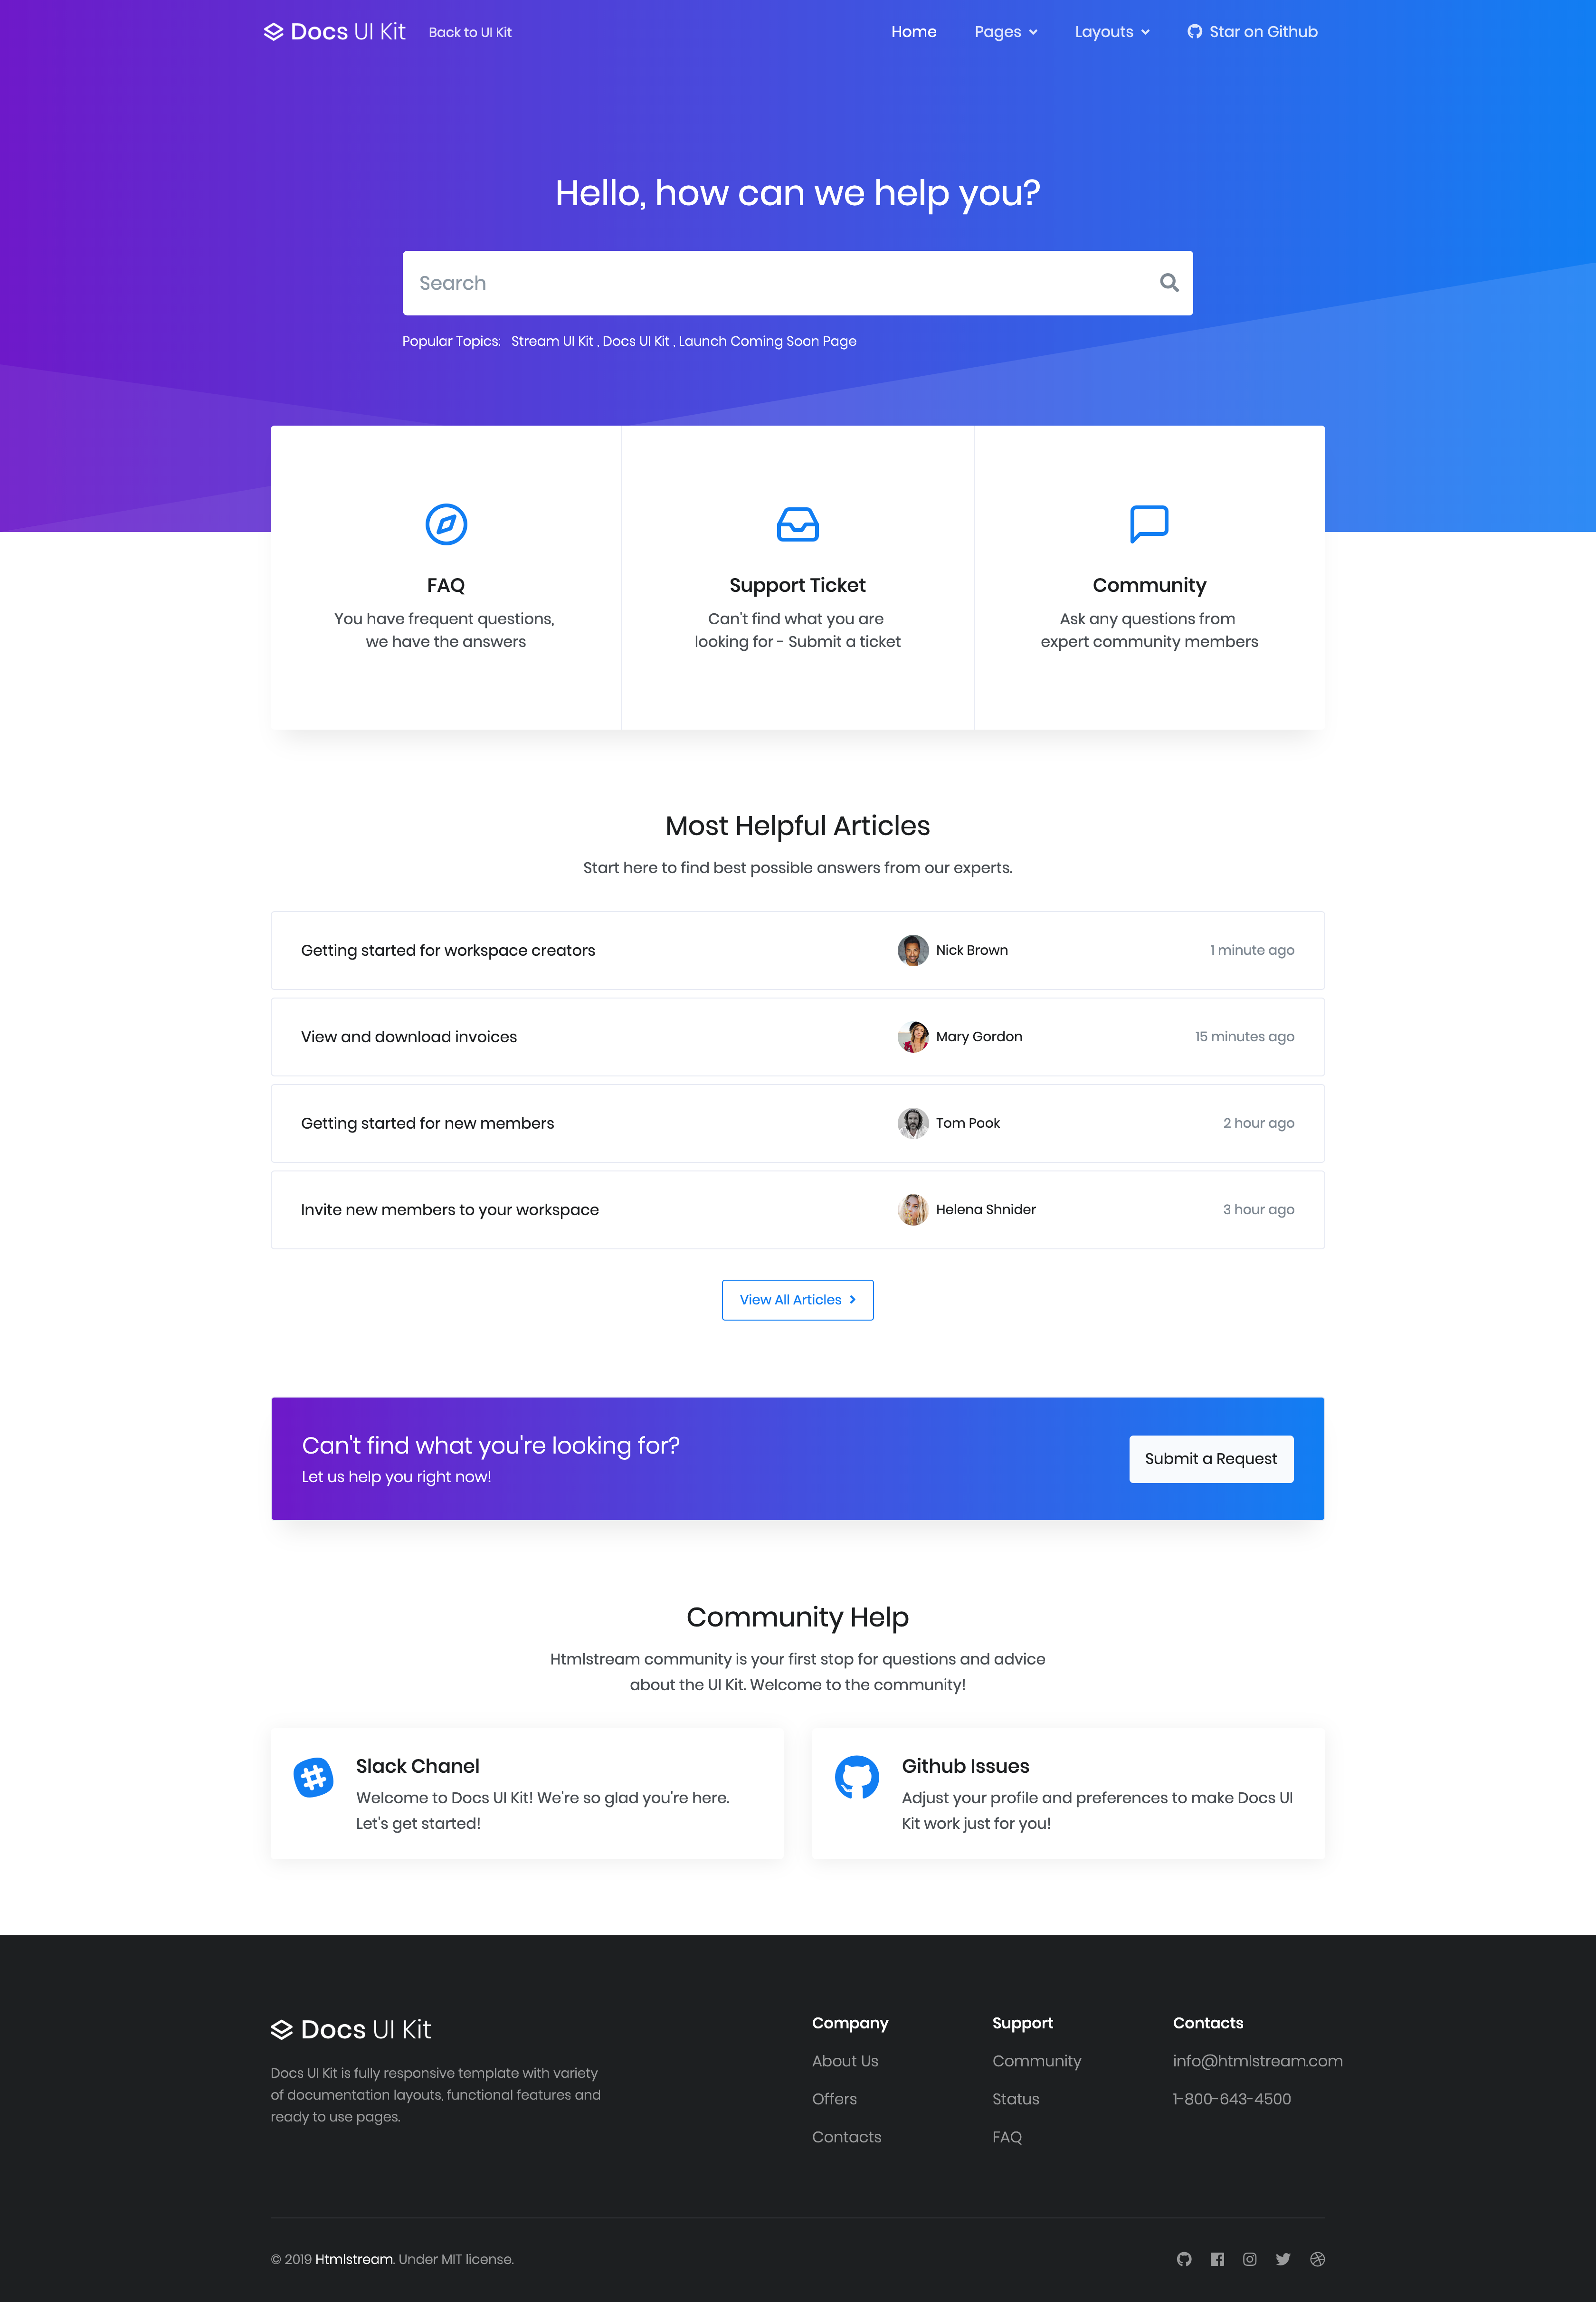 Docs UI Kit
Back to UI Kit
Home
Pages
Layouts
Star on Github
Hello, how can we help you?
Search
Popular Topics: Stream UI Kit , Docs UI Kit , Launch Coming Soon Page
FAQ
You have frequent questions,
we have the answers
Support Ticket
Can't find what you are
looking for - Submit a ticket
Community
Ask any questions from
expert community members
Most Helpful Articles
Start here to find best possible answers from our experts.
Getting started for workspace creators
Nick Brown
1 minute ago
View and download invoices
Mary Gordon
15 minutes ago
Getting started for new members
Tom Pook
2 hour ago
Invite new members to your workspace
Helena Shnider
3 hour ago
View All Articles
Can't find what you're looking for?
Let us help you right now!
Submit a Request
Community Help
Htmlstream community is your first stop for questions and advice
about the UI Kit. Welcome to the community!
Slack Chanel
Welcome to Docs UI Kit! We're so glad you're here.
Let's get started!
Github Issues
Adjust your profile and preferences to make Docs UI
Kit work just for you!
Docs UI Kit
Docs UI Kit is fully responsive template with variety
of documentation layouts, functional features and
ready to use pages.
Company
About Us
Offers
Contacts
Support
Community
Status
FAQ
Contacts
info@htmlstream.com
1-800-643-4500
© 2019 Htmlstream. Under MIT license.